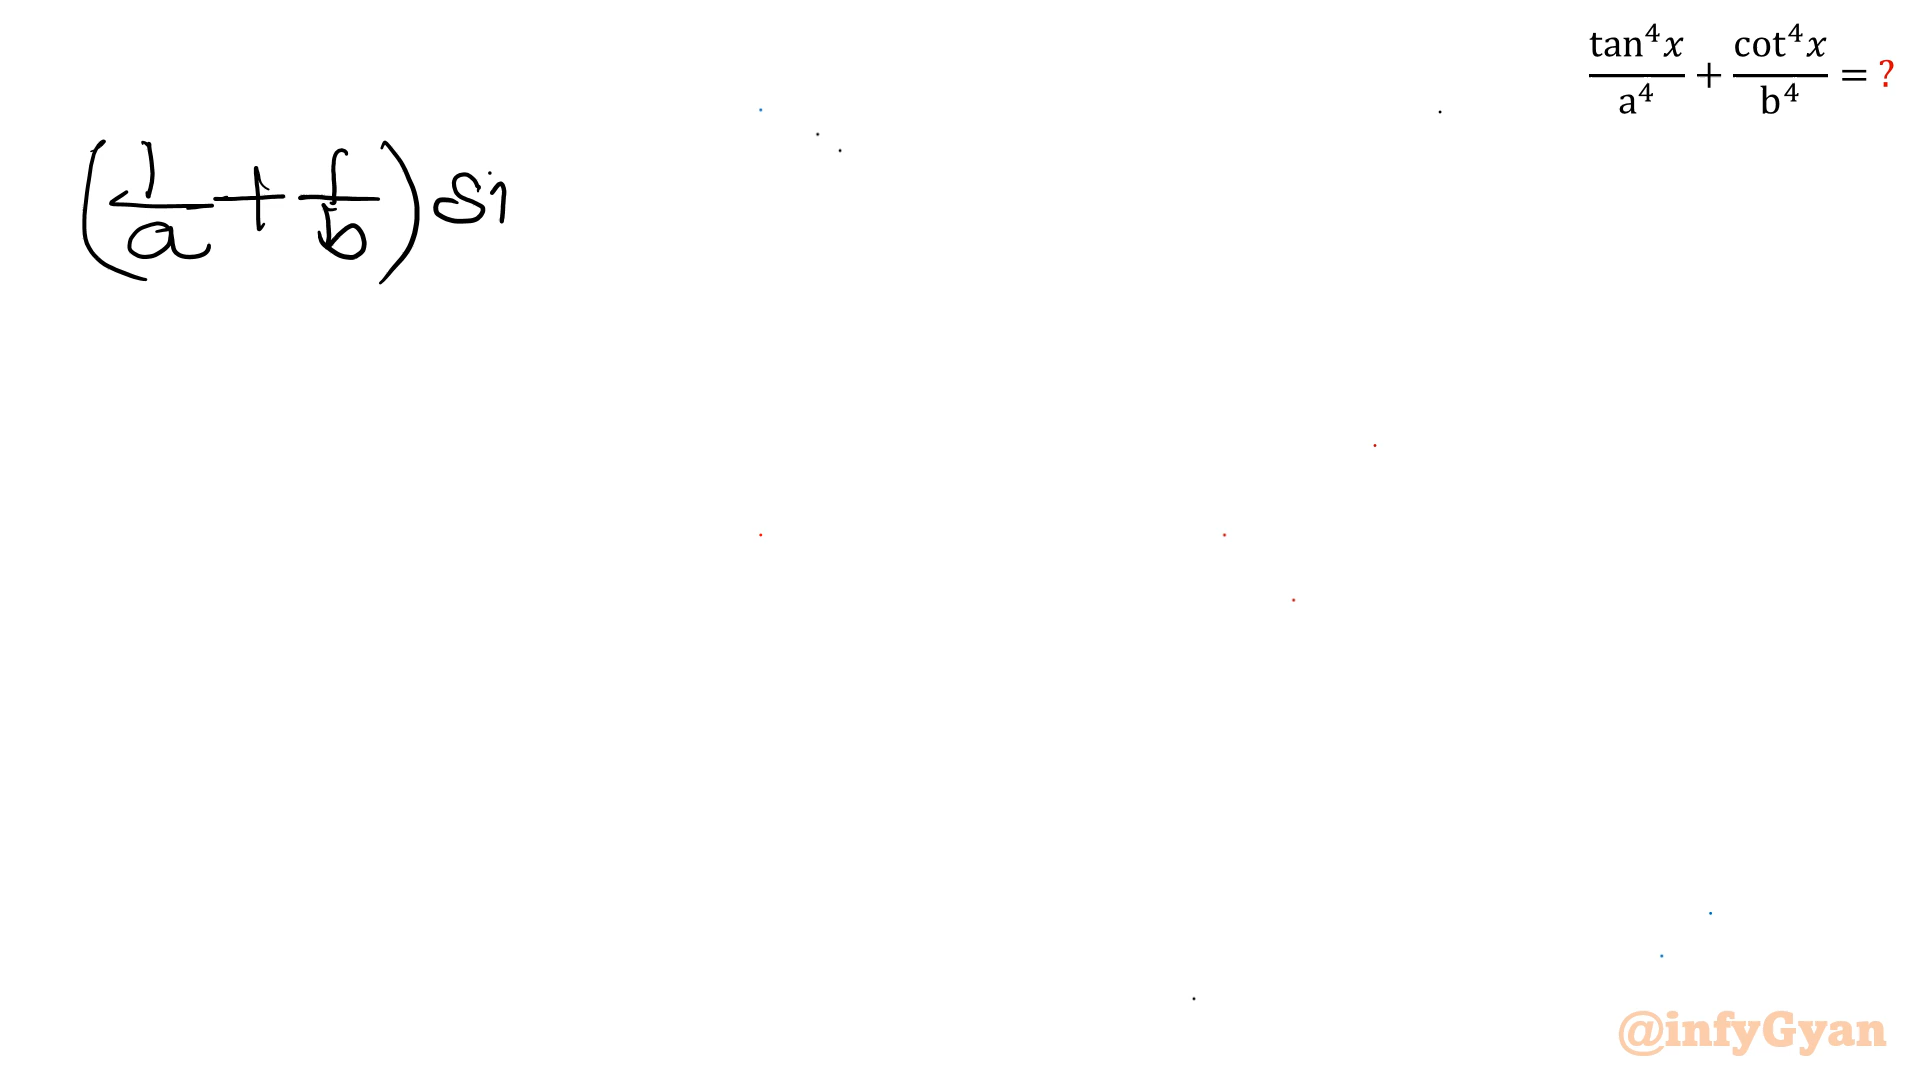 tan⁴x/a⁴ + cot⁴x/b⁴ = ?
(1/a + 1/b) si
@infyGyan